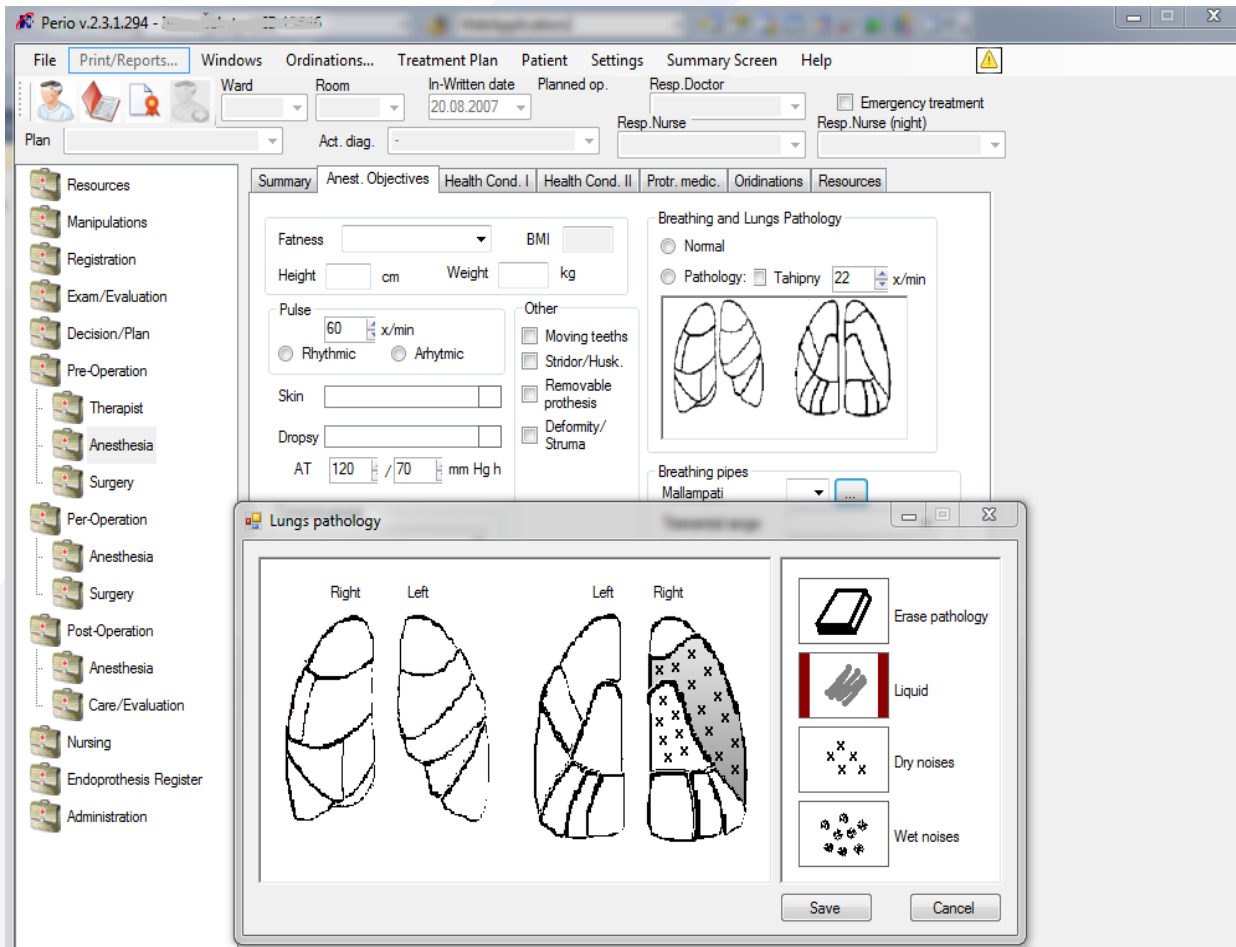 Perio v.2.3.1.294 -
File Print/Reports... Windows Ordinations... Treatment Plan Patient Settings Summary Screen Help
Ward Room In-Written date Planned op. Resp.Doctor
20.08.2007 Emergency treatment
Resp.Nurse Resp.Nurse (night)
Plan Act. diag. -
Resources
Manipulations
Registration
Exam/Evaluation
Decision/Plan
Pre-Operation
Therapist
Anesthesia
Surgery
Per-Operation
Anesthesia
Surgery
Post-Operation
Anesthesia
Care/Evaluation
Nursing
Endoprothesis Register
Administration
Summary Anest. Objectives Health Cond. I Health Cond. II Protr. medic. Oridinations Resources
Fatness BMI
Height cm Weight kg
Pulse
60 x/min
Rhythmic Arhytmic
Skin
Dropsy
AT 120 / 70 mm Hg h
Other
Moving teeths
Stridor/Husk.
Removable
prothesis
Deformity/
Struma
Breathing and Lungs Pathology
Normal
Pathology: Tahipny 22 x/min
Breathing pipes
Mallampati ...
Lungs pathology
Right Left Left Right
Erase pathology
Liquid
Dry noises
Wet noises
Save Cancel